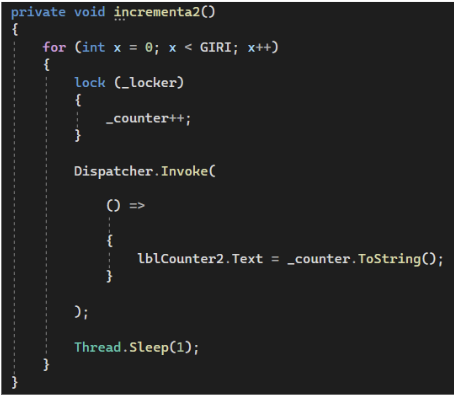 private void incrementa2()
{
for (int x = 0; x < GIRI; x++)
{
lock (_locker)
{
_counter++;
}
Dispatcher.Invoke(
() =>
{
lblCounter2.Text = _counter.ToString();
}
);
Thread.Sleep(1);
}
}